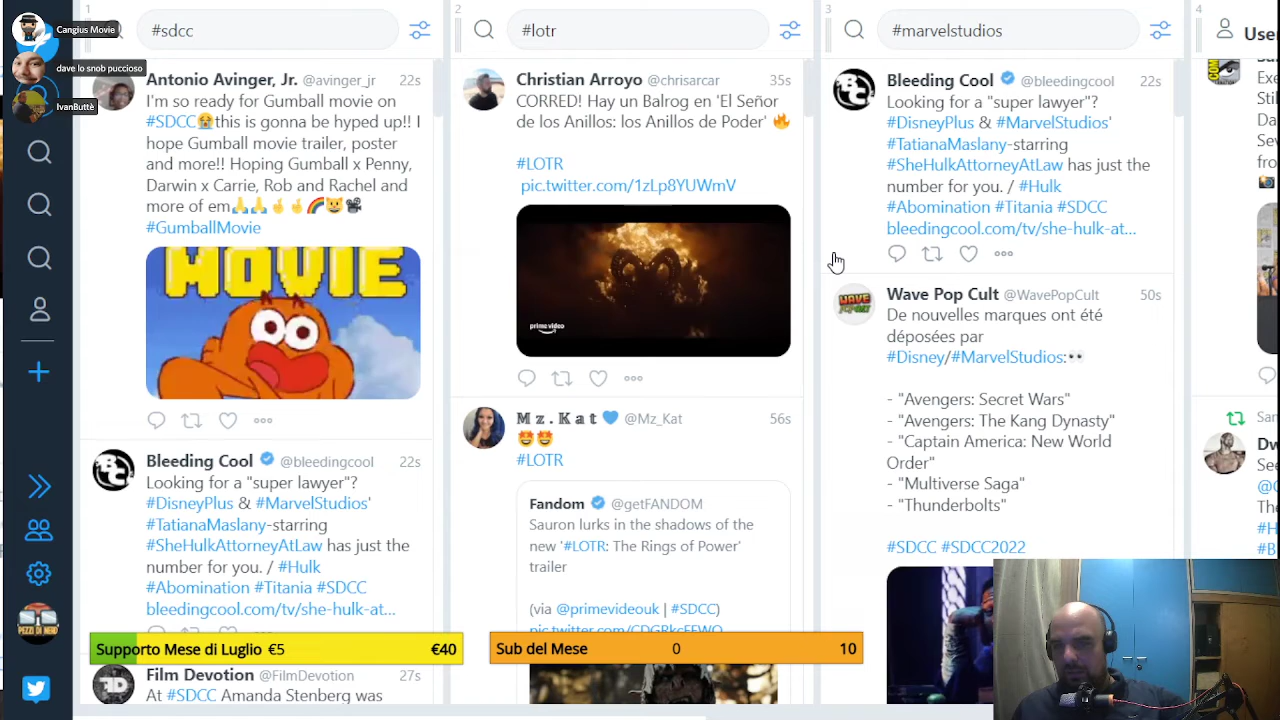 1
#sdcc
2
#lotr
3
#marvelstudios
4
User
Cangius Movie
dave lo snob puccioso
IvanButtè
Antonio Avinger, Jr. @avinger_jr 22s
I'm so ready for Gumball movie on
#SDCC😭this is gonna be hyped up!! I
hope Gumball movie trailer, poster
and more!! Hoping Gumball x Penny,
Darwin x Carrie, Rob and Rachel and
more of em🙏🙏🤞🤞🌈😺📽
#GumballMovie
MOVIE
Bleeding Cool @bleedingcool 22s
Looking for a "super lawyer"?
#DisneyPlus & #MarvelStudios'
#TatianaMaslany-starring
#SheHulkAttorneyAtLaw has just the
number for you. / #Hulk
#Abomination #Titania #SDCC
bleedingcool.com/tv/she-hulk-at...
Film Devotion @FilmDevotion 27s
At #SDCC Amanda Stenberg was
Christian Arroyo @chrisarcar 35s
CORRED! Hay un Balrog en 'El Señor
de los Anillos: los Anillos de Poder' 🔥
#LOTR
pic.twitter.com/1zLp8YUWmV
prime video
𝕄𝕫.𝕂𝕒𝕥💙 @Mz_Kat 56s
🤩🤩
#LOTR
Fandom @getFANDOM
Sauron lurks in the shadows of the
new '#LOTR: The Rings of Power'
trailer
(via @primevideouk | #SDCC)
Bleeding Cool @bleedingcool 22s
Looking for a "super lawyer"?
#DisneyPlus & #MarvelStudios'
#TatianaMaslany-starring
#SheHulkAttorneyAtLaw has just the
number for you. / #Hulk
#Abomination #Titania #SDCC
bleedingcool.com/tv/she-hulk-at...
WAVE POP CULT
Wave Pop Cult @WavePopCult 50s
De nouvelles marques ont été
déposées par
#Disney/#MarvelStudios:👀
- "Avengers: Secret Wars"
- "Avengers: The Kang Dynasty"
- "Captain America: New World
Order"
- "Multiverse Saga"
- "Thunderbolts"
#SDCC #SDCC2022
PEZZI DI NERD
Supporto Mese di Luglio €5 €40
Sub del Mese 0 10